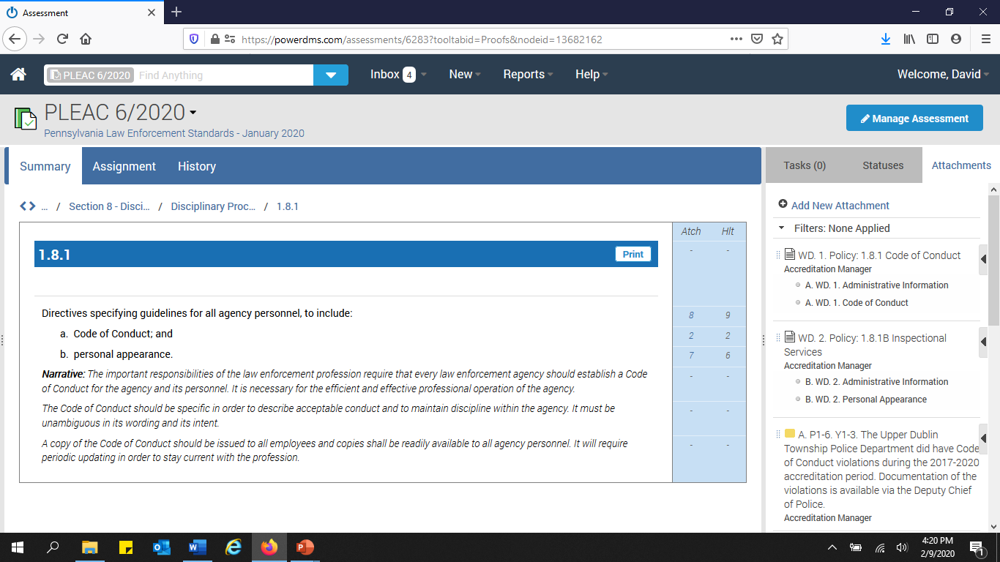 Assessment
https://powerdms.com/assessments/6283?tooltabid=Proofs&nodeid=13682162
PLEAC 6/2020 Find Anything
Inbox 4 New Reports Help Welcome, David
PLEAC 6/2020
Pennsylvania Law Enforcement Standards - January 2020
Manage Assessment
Summary Assignment History
Tasks (0) Statuses Attachments
... / Section 8 - Disci... / Disciplinary Proc... / 1.8.1
Atch Hlt
1.8.1 Print
- -
Directives specifying guidelines for all agency personnel, to include: 8 9
a. Code of Conduct; and 2 2
b. personal appearance. 7 6
Narrative: The important responsibilities of the law enforcement profession require that every law enforcement agency should establish a Code - -
of Conduct for the agency and its personnel. It is necessary for the efficient and effective professional operation of the agency.
The Code of Conduct should be specific in order to describe acceptable conduct and to maintain discipline within the agency. It must be - -
unambiguous in its wording and its intent.
A copy of the Code of Conduct should be issued to all employees and copies shall be readily available to all agency personnel. It will require - -
periodic updating in order to stay current with the profession.
Add New Attachment
Filters: None Applied
WD. 1. Policy: 1.8.1 Code of Conduct
Accreditation Manager
A. WD. 1. Administrative Information
A. WD. 1. Code of Conduct
WD. 2. Policy: 1.8.1B Inspectional
Services
Accreditation Manager
B. WD. 2. Administrative Information
B. WD. 2. Personal Appearance
A. P1-6. Y1-3. The Upper Dublin
Township Police Department did have Code
of Conduct violations during the 2017-2020
accreditation period. Documentation of the
violations is available via the Deputy Chief
of Police.
Accreditation Manager
4:20 PM
2/9/2020
1